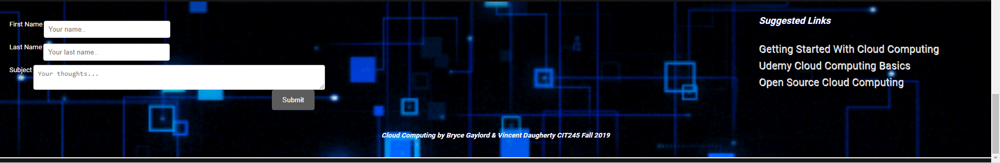 First Name
Your name..
Last Name
Your last name..
Subject
Your thoughts...
Submit
Suggested Links
Getting Started With Cloud Computing
Udemy Cloud Computing Basics
Open Source Cloud Computing
Cloud Computing by Bryce Gaylord & Vincent Daugherty CIT245 Fall 2019